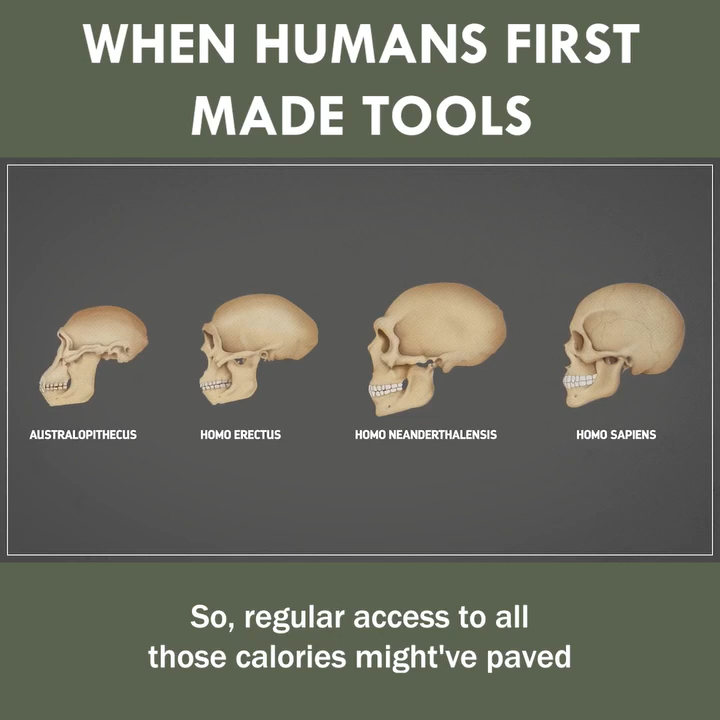 WHEN HUMANS FIRST
MADE TOOLS
AUSTRALOPITHECUS
HOMO ERECTUS
HOMO NEANDERTHALENSIS
HOMO SAPIENS
So, regular access to all
those calories might've paved